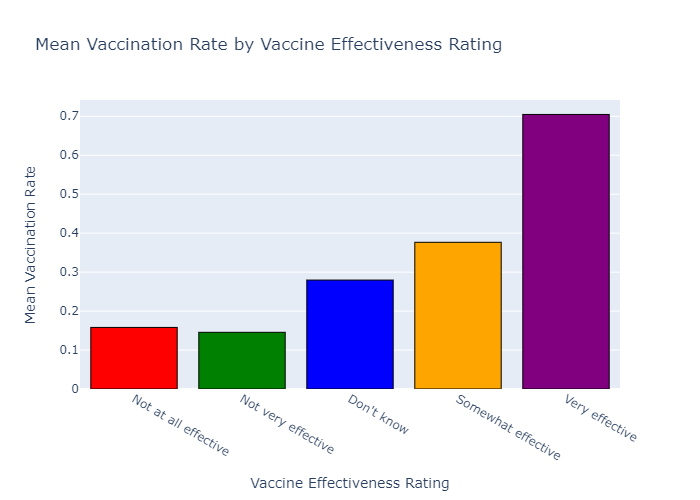 Mean Vaccination Rate by Vaccine Effectiveness Rating
Mean Vaccination Rate
0.7
0.6
0.5
0.4
0.3
0.2
0.1
0
Not at all effective
Not very effective
Don't know
Somewhat effective
Very effective
Vaccine Effectiveness Rating